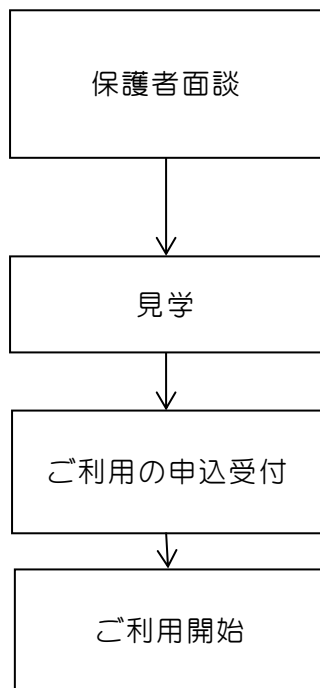 保護者面談
見学
ご利用の申込受付
ご利用開始